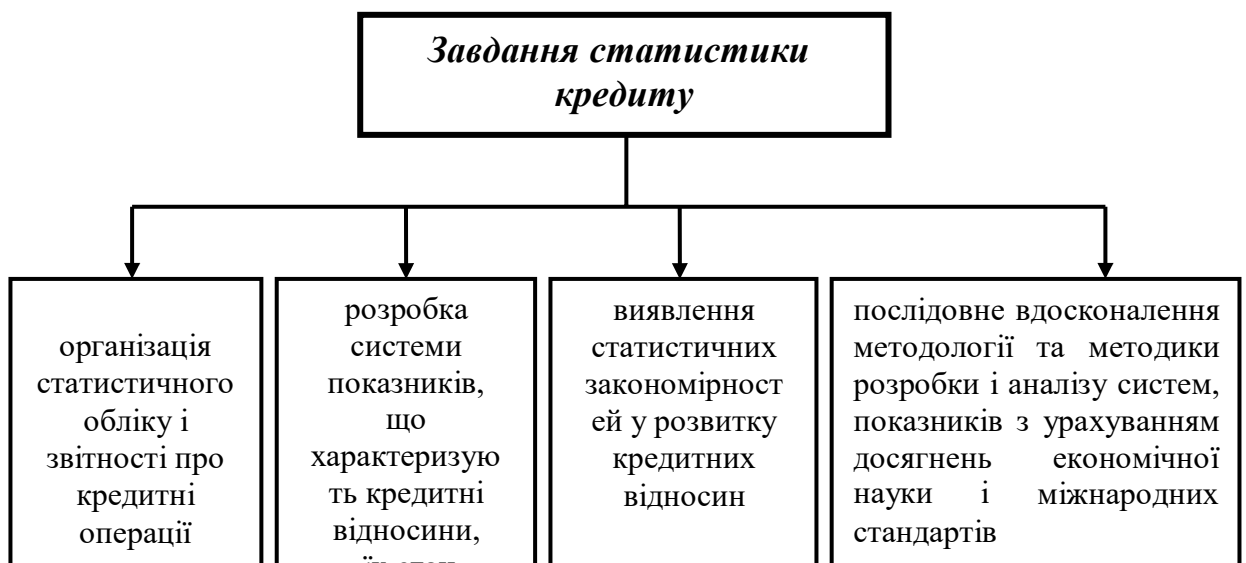 Завдання статистики
кредиту
організація
статистичного
обліку і
звітності про
кредитні
операції
розробка
системи
показників,
що
характеризую
ть кредитні
відносини,
виявлення
статистичних
закономірност
ей у розвитку
кредитних
відносин
послідовне вдосконалення
методології та методики
розробки і аналізу систем,
показників з урахуванням
досягнень економічної
науки і міжнародних
стандартів